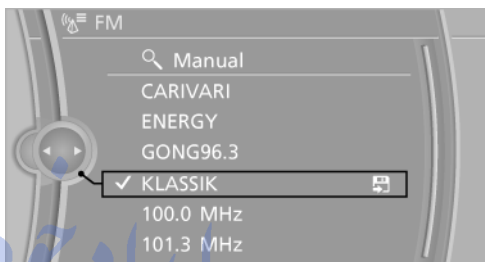 FM
Manual
CARIVARI
ENERGY
GONG96.3
KLASSIK
100.0 MHz
101.3 MHz